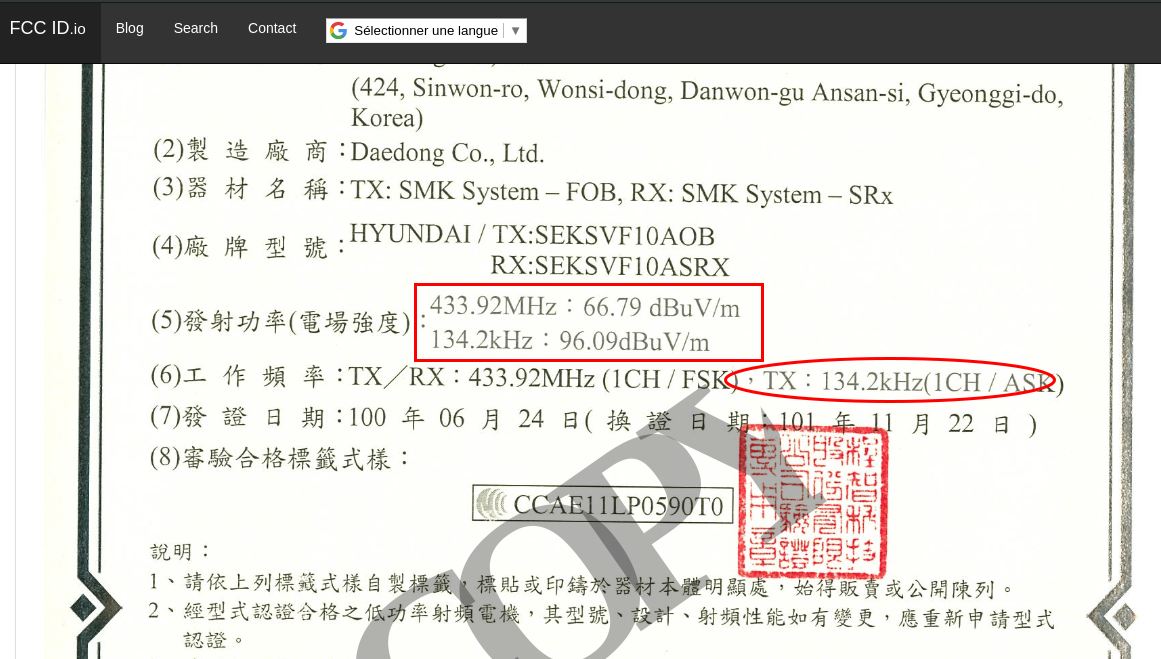 FCC ID.io Blog Search Contact Sélectionner une langue ▼
(424, Sinwon-ro, Wonsi-dong, Danwon-gu Ansan-si, Gyeonggi-do,
Korea)
(2)製造廠商：Daedong Co., Ltd.
(3)器材名稱：TX: SMK System – FOB, RX: SMK System – SRx
(4)廠牌型號：HYUNDAI / TX:SEKSVF10AOB
RX:SEKSVF10ASRX
(5)發射功率(電場強度)：433.92MHz：66.79 dBuV/m
134.2kHz：96.09dBuV/m
(6)工作頻率：TX／RX：433.92MHz (1CH / FSK)，TX：134.2kHz(1CH / ASK)
(7)發證日期：100 年 06 月 24 日( 換證日期：101 年 11 月 22 日 )
(8)審驗合格標籤式樣：
CCAE11LP0590T0
COPY
說明：
1、請依上列標籤式樣自製標籤，標貼或印鑄於器材本體明顯處，始得販賣或公開陳列。
2、經型式認證合格之低功率射頻電機，其型號、設計、射頻性能如有變更，應重新申請型式
認證。